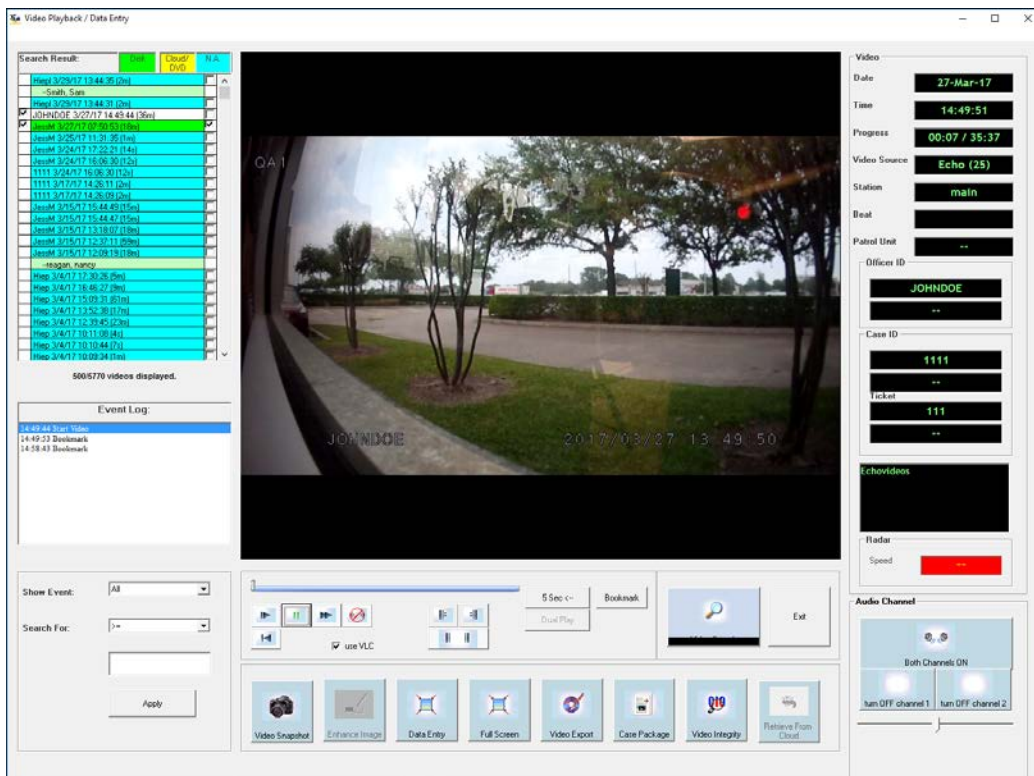 Video Playback / Data Entry
Search Result:
Disk
Cloud/
DVD
N.A.
Hiepl 3/29/17 13:44:35 (2m)
--Smith, Sam
Hiepl 3/29/17 13:44:31 (2m)
JOHNDOE 3/27/17 14:49:44 (36m)
JessM 3/27/17 07:50:53 (18m)
JessM 3/25/17 11:31:35 (1m)
JessM 3/24/17 17:22:21 (14s)
JessM 3/24/17 16:06:30 (12s)
1111 3/24/17 16:06:30 (12s)
1111 3/17/17 14:26:11 (2m)
1111 3/17/17 14:26:09 (2m)
JessM 3/15/17 15:44:49 (15m)
JessM 3/15/17 15:44:47 (15m)
JessM 3/15/17 13:18:07 (18m)
JessM 3/15/17 12:37:11 (59m)
JessM 3/15/17 12:09:19 (18m)
--reagan, nancy
Hiep 3/4/17 17:30:26 (5m)
Hiep 3/4/17 16:46:27 (9m)
Hiep 3/4/17 15:09:31 (61m)
Hiep 3/4/17 13:52:38 (17m)
Hiep 3/4/17 12:39:45 (23m)
Hiep 3/4/17 10:11:08 (4s)
Hiep 3/4/17 10:10:44 (7s)
Hiep 3/4/17 10:09:34 (1m)
500/5770 videos displayed.
Event Log:
14:49:44 Start Video
14:49:53 Bookmark
14:58:43 Bookmark
Show Event:
All
Search For:
>=
Apply
QA1
JOHNDOE
2017/03/27 13:49:50
5 Sec <-
Bookmark
Dual Play
use VLC
Exit
Video Snapshot
Enhance Image
Data Entry
Full Screen
Video Export
Case Package
Video Integrity
Retrieve From
Cloud
Video
Date
27-Mar-17
Time
14:49:51
Progress
00:07 / 35:37
Video Source
Echo (25)
Station
main
Beat
Patrol Unit
--
Officer ID
JOHNDOE
--
Case ID
1111
--
Ticket
111
--
Echovideos
Radar
Speed
--
Audio Channel
Both Channels ON
turn OFF channel 1
turn OFF channel 2